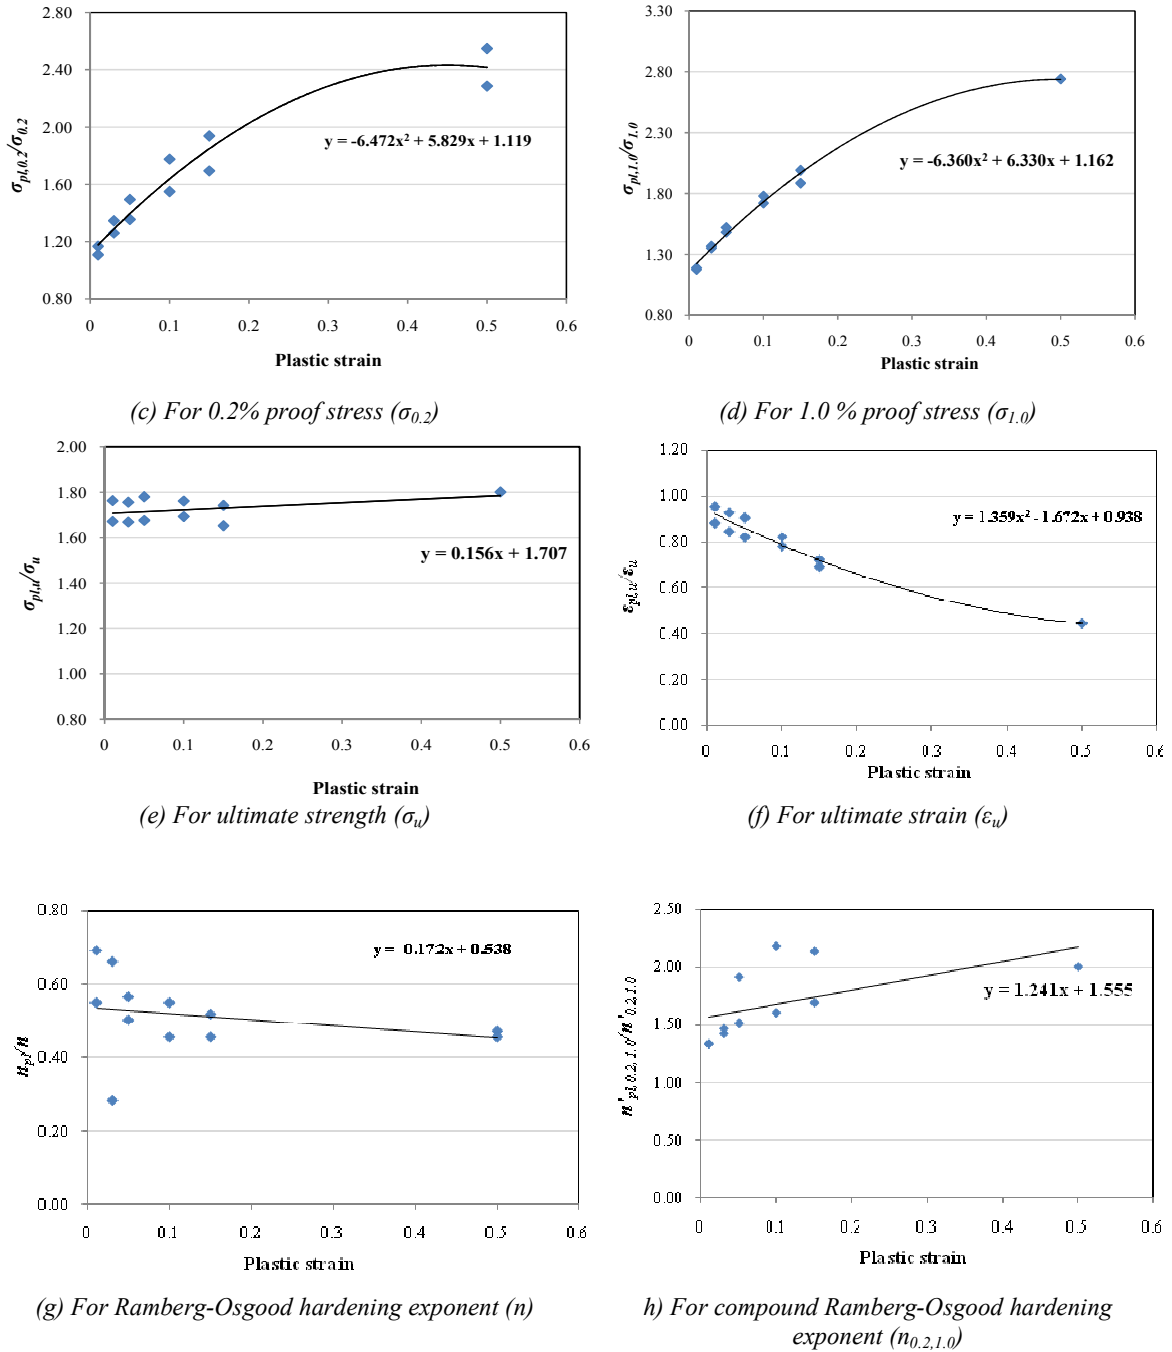 2.80
2.40
2.00
1.60
1.20
0.80
σpl,0.2/σ0.2
y = -6.472x² + 5.829x + 1.119
0 0.1 0.2 0.3 0.4 0.5 0.6
Plastic strain
(c) For 0.2% proof stress (σ0.2)
3.30
2.80
2.30
1.80
1.30
0.80
σpl,1.0/σ1.0
y = -6.360x² + 6.330x + 1.162
0 0.1 0.2 0.3 0.4 0.5 0.6
Plastic strain
(d) For 1.0 % proof stress (σ1.0)
2.00
1.80
1.60
1.40
1.20
1.00
0.80
σpl,u/σu
y = 0.156x + 1.707
0 0.1 0.2 0.3 0.4 0.5 0.6
Plastic strain
(e) For ultimate strength (σu)
1.20
1.00
0.80
0.60
0.40
0.20
0.00
εpl,u/εu
y = 1.359x² - 1.672x + 0.938
0 0.1 0.2 0.3 0.4 0.5 0.6
Plastic strain
(f) For ultimate strain (εu)
0.80
0.60
0.40
0.20
0.00
npl/n
y = 0.172x + 0.538
0 0.1 0.2 0.3 0.4 0.5 0.6
Plastic strain
(g) For Ramberg-Osgood hardening exponent (n)
2.50
2.00
1.50
1.00
0.50
0.00
n'pl,0.2,1.0/n'0.2,1.0
y = 1.241x + 1.555
0 0.1 0.2 0.3 0.4 0.5 0.6
Plastic strain
h) For compound Ramberg-Osgood hardening
exponent (n0.2,1.0)